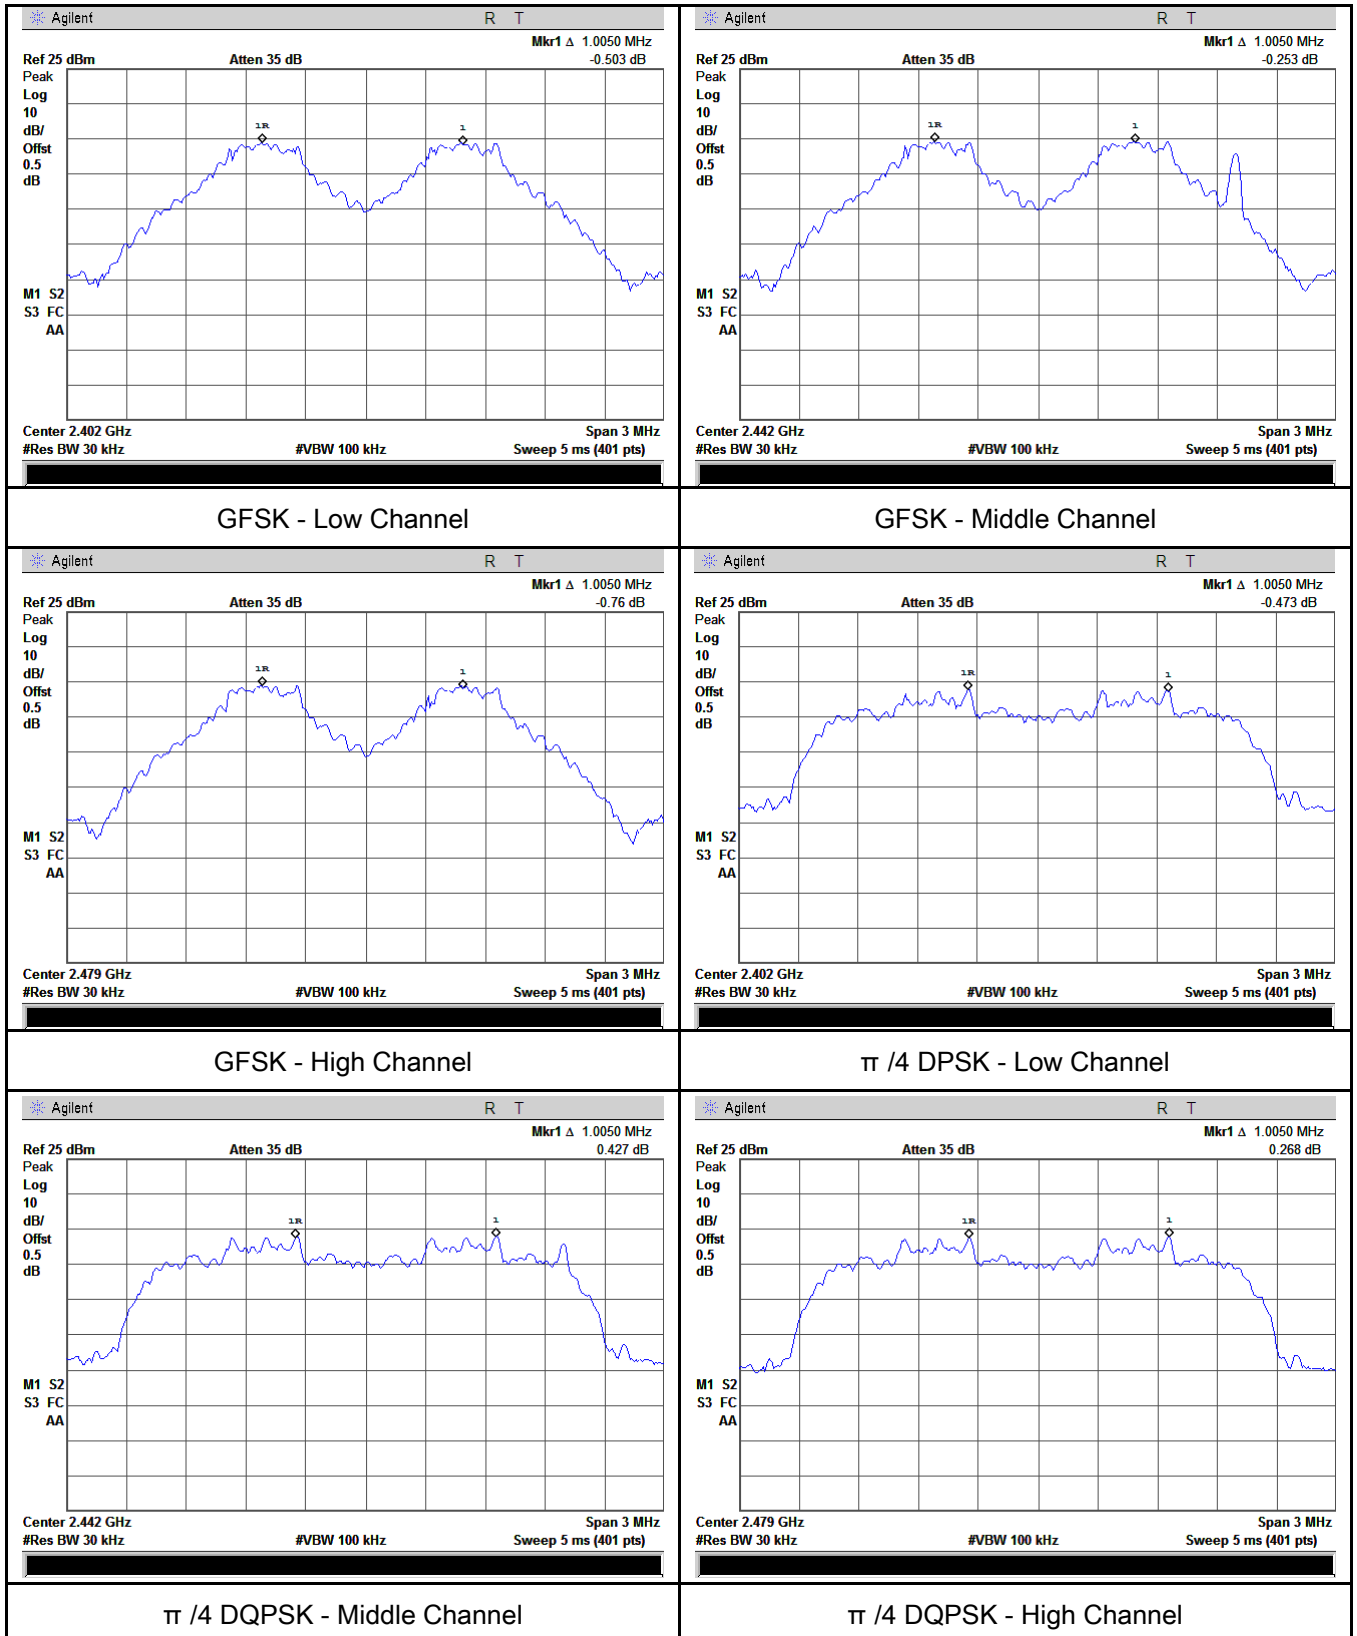 Agilent R T
Mkr1 Δ 1.0050 MHz
Ref 25 dBm Atten 35 dB -0.503 dB
Peak
Log
10
dB/
Offst
0.5
dB
1R 1
M1 S2
S3 FC
AA
Center 2.402 GHz Span 3 MHz
#Res BW 30 kHz #VBW 100 kHz Sweep 5 ms (401 pts)
GFSK - Low Channel
Agilent R T
Mkr1 Δ 1.0050 MHz
Ref 25 dBm Atten 35 dB -0.253 dB
Peak
Log
10
dB/
Offst
0.5
dB
1R 1
M1 S2
S3 FC
AA
Center 2.442 GHz Span 3 MHz
#Res BW 30 kHz #VBW 100 kHz Sweep 5 ms (401 pts)
GFSK - Middle Channel
Agilent R T
Mkr1 Δ 1.0050 MHz
Ref 25 dBm Atten 35 dB -0.76 dB
Peak
Log
10
dB/
Offst
0.5
dB
1R 1
M1 S2
S3 FC
AA
Center 2.479 GHz Span 3 MHz
#Res BW 30 kHz #VBW 100 kHz Sweep 5 ms (401 pts)
GFSK - High Channel
Agilent R T
Mkr1 Δ 1.0050 MHz
Ref 25 dBm Atten 35 dB -0.473 dB
Peak
Log
10
dB/
Offst
0.5
dB
1R 1
M1 S2
S3 FC
AA
Center 2.402 GHz Span 3 MHz
#Res BW 30 kHz #VBW 100 kHz Sweep 5 ms (401 pts)
π /4 DPSK - Low Channel
Agilent R T
Mkr1 Δ 1.0050 MHz
Ref 25 dBm Atten 35 dB 0.427 dB
Peak
Log
10
dB/
Offst
0.5
dB
1R 1
M1 S2
S3 FC
AA
Center 2.442 GHz Span 3 MHz
#Res BW 30 kHz #VBW 100 kHz Sweep 5 ms (401 pts)
π /4 DQPSK - Middle Channel
Agilent R T
Mkr1 Δ 1.0050 MHz
Ref 25 dBm Atten 35 dB 0.268 dB
Peak
Log
10
dB/
Offst
0.5
dB
1R 1
M1 S2
S3 FC
AA
Center 2.479 GHz Span 3 MHz
#Res BW 30 kHz #VBW 100 kHz Sweep 5 ms (401 pts)
π /4 DQPSK - High Channel